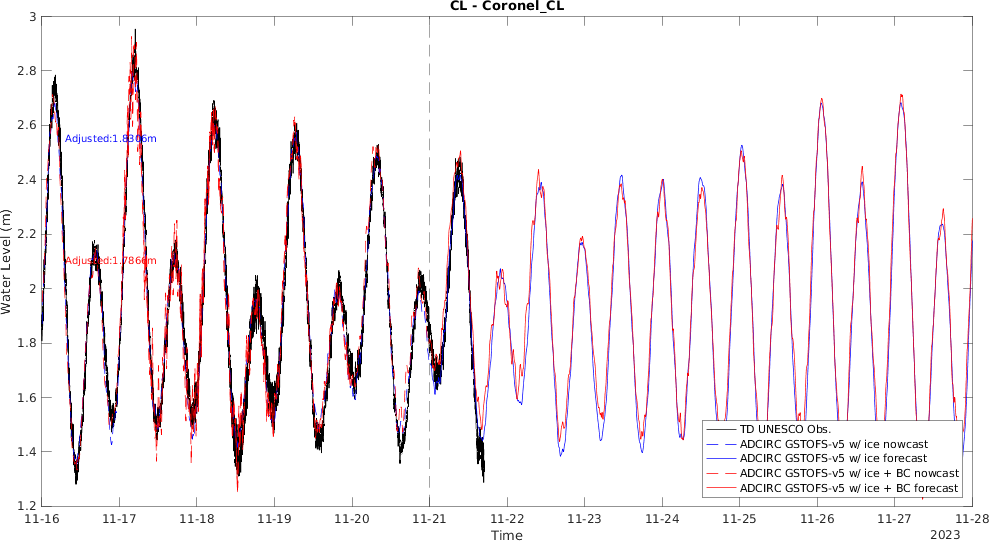 CL - Coronel_CL
3
2.8
2.6
2.4
2.2
2
1.8
1.6
1.4
1.2
Water Level (m)
Adjusted:1.8306m
Adjusted:1.7866m
TD UNESCO Obs.
ADCIRC GSTOFS-v5 w/ ice nowcast
ADCIRC GSTOFS-v5 w/ ice forecast
ADCIRC GSTOFS-v5 w/ ice + BC nowcast
ADCIRC GSTOFS-v5 w/ ice + BC forecast
11-16 11-17 11-18 11-19 11-20 11-21 11-22 11-23 11-24 11-25 11-26 11-27 11-28
Time
2023